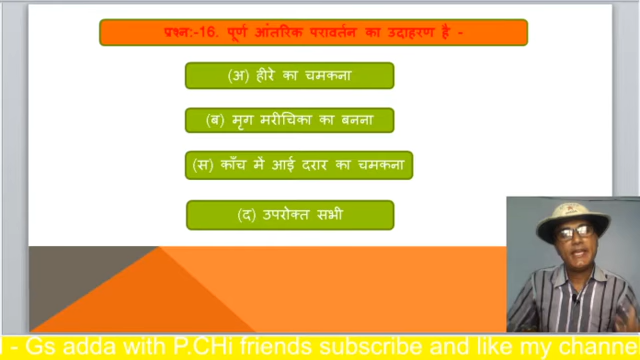 प्रश्न:-16. पूर्ण आंतरिक परावर्तन का उदाहरण है -
(अ) हीरे का चमकना
(ब) मृग मरीचिका का बनना
(स) काँच में आई दरार का चमकना
(द) उपरोक्त सभी
- Gs adda with P.CHi friends subscribe and like my channe